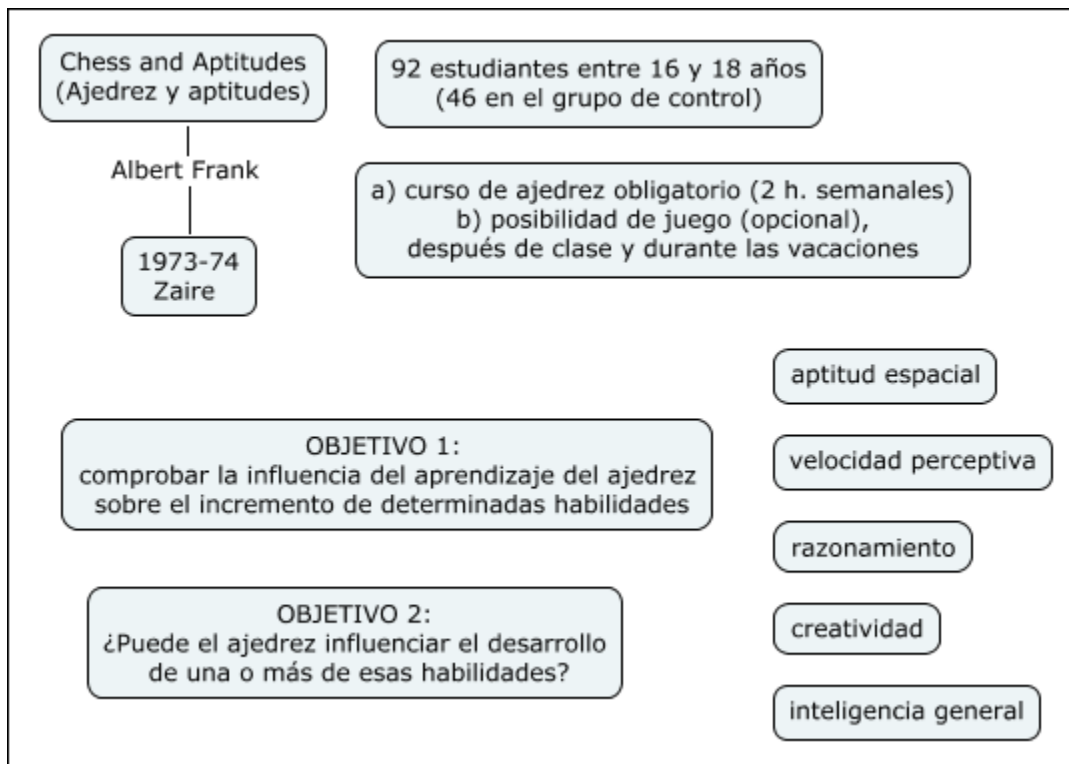 Chess and Aptitudes
(Ajedrez y aptitudes)
Albert Frank
1973-74
Zaire
92 estudiantes entre 16 y 18 años
(46 en el grupo de control)
a) curso de ajedrez obligatorio (2 h. semanales)
b) posibilidad de juego (opcional),
después de clase y durante las vacaciones
OBJETIVO 1:
comprobar la influencia del aprendizaje del ajedrez
sobre el incremento de determinadas habilidades
OBJETIVO 2:
¿Puede el ajedrez influenciar el desarrollo
de una o más de esas habilidades?
aptitud espacial
velocidad perceptiva
razonamiento
creatividad
inteligencia general